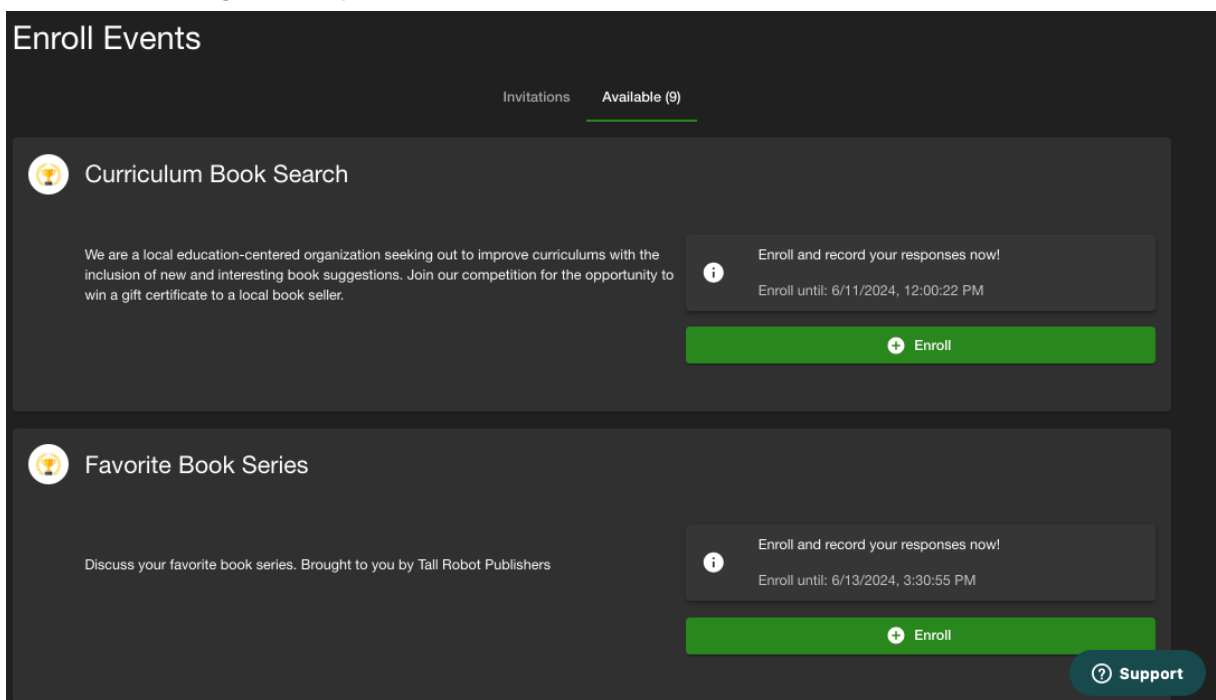 Enroll Events
Invitations Available (9)
Curriculum Book Search
We are a local education-centered organization seeking out to improve curriculums with the
inclusion of new and interesting book suggestions. Join our competition for the opportunity to
win a gift certificate to a local book seller.
Enroll and record your responses now!
Enroll until: 6/11/2024, 12:00:22 PM
Enroll
Favorite Book Series
Discuss your favorite book series. Brought to you by Tall Robot Publishers
Enroll and record your responses now!
Enroll until: 6/13/2024, 3:30:55 PM
Enroll
Support